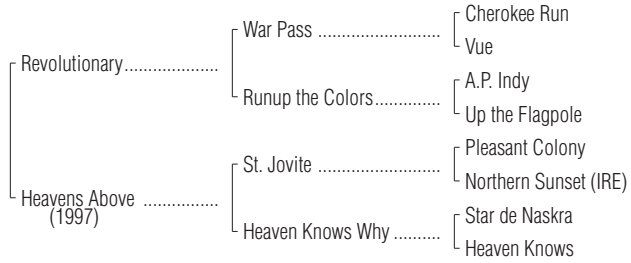 Cherokee Run
War Pass ..........................
Vue
Revolutionary....................
A.P. Indy
Runup the Colors..............
Up the Flagpole
Pleasant Colony
St. Jovite ..........................
Northern Sunset (IRE)
Heavens Above ................
(1997)
Star de Naskra
Heaven Knows Why ..........
Heaven Knows